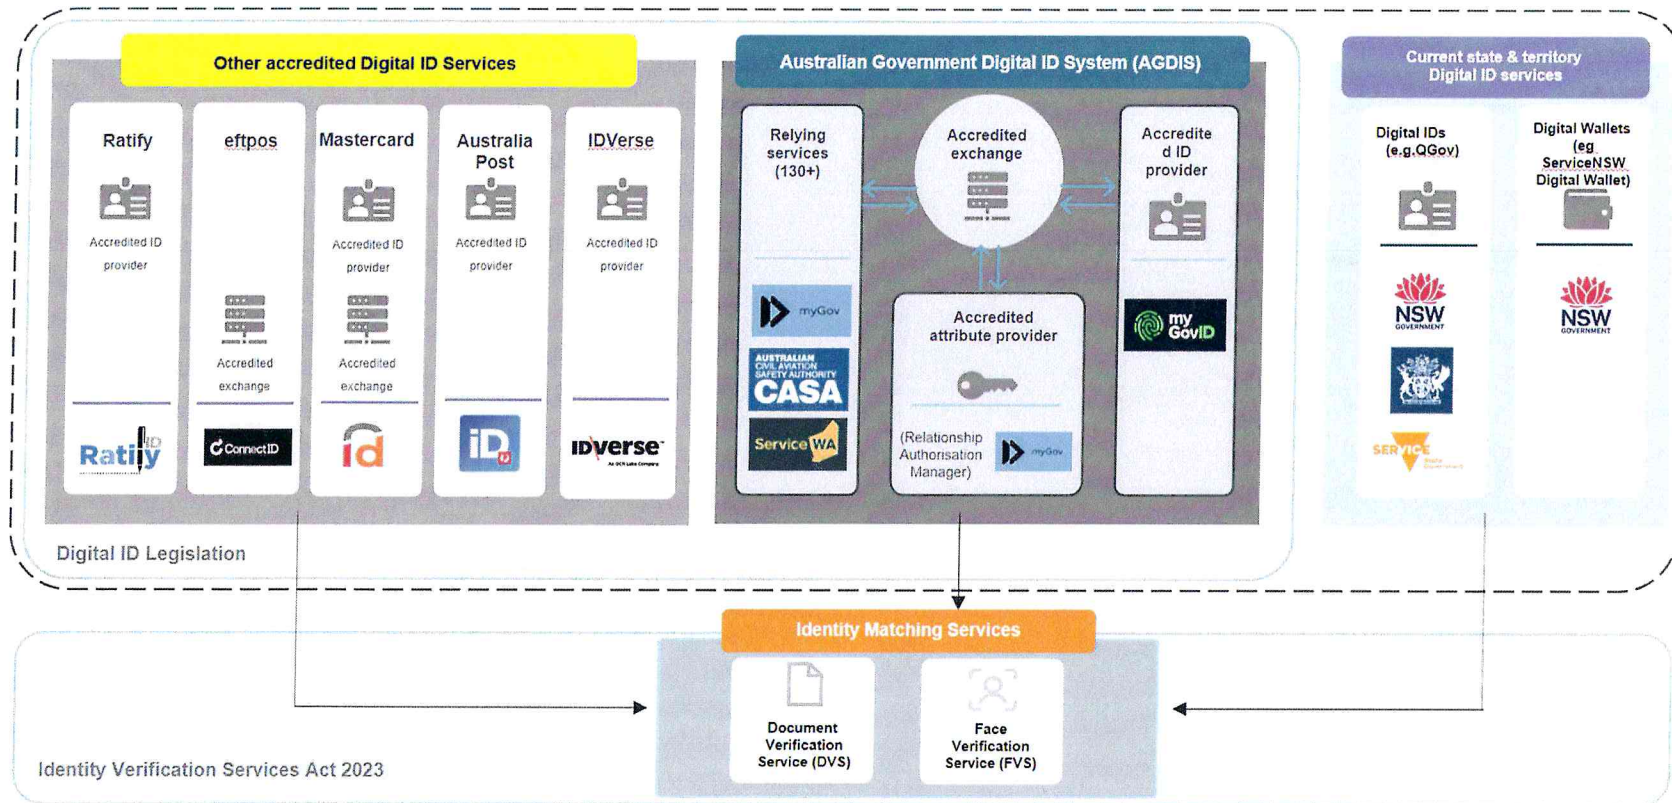 Other accredited Digital ID Services
Ratify
Accredited ID
provider
Ratify ID
eftpos
Accredited
exchange
ConnectID
Mastercard
Accredited ID
provider
Accredited
exchange
id
Australia
Post
Accredited ID
provider
iD
IDVerse
Accredited ID
provider
IDVerse™
Digital ID Legislation
Australian Government Digital ID System (AGDIS)
Relying
services
(130+)
myGov
AUSTRALIAN
CIVIL AVIATION
SAFETY AUTHORITY
CASA
Service WA
Accredited
exchange
Accredited
attribute provider
(Relationship
Authorisation
Manager)
myGov
Accredite
d ID
provider
my
GovID
Current state & territory
Digital ID services
Digital IDs
(e.g.QGov)
NSW
GOVERNMENT
SERVICE
Digital Wallets
(eg
ServiceNSW
Digital Wallet)
NSW
GOVERNMENT
Identity Matching Services
Document
Verification
Service (DVS)
Face
Verification
Service (FVS)
Identity Verification Services Act 2023